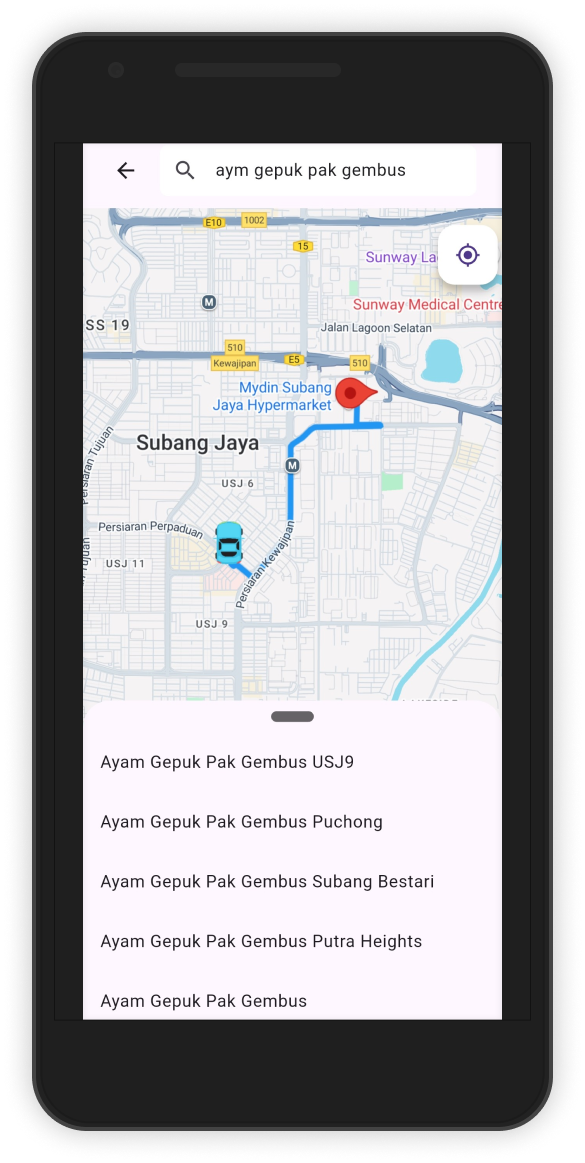 aym gepuk pak gembus
E10
1002
15
Sunway La
M
Sunway Medical Centre
SS 19
Jalan Lagoon Selatan
510
Kewajipan
E5
510
Mydin Subang
Jaya Hypermarket
Subang Jaya
Persiaran Tujuan
M
USJ 6
Persiaran Perpaduan
Persiaran Kewajipan
USJ 11
USJ 9
Ayam Gepuk Pak Gembus USJ9
Ayam Gepuk Pak Gembus Puchong
Ayam Gepuk Pak Gembus Subang Bestari
Ayam Gepuk Pak Gembus Putra Heights
Ayam Gepuk Pak Gembus